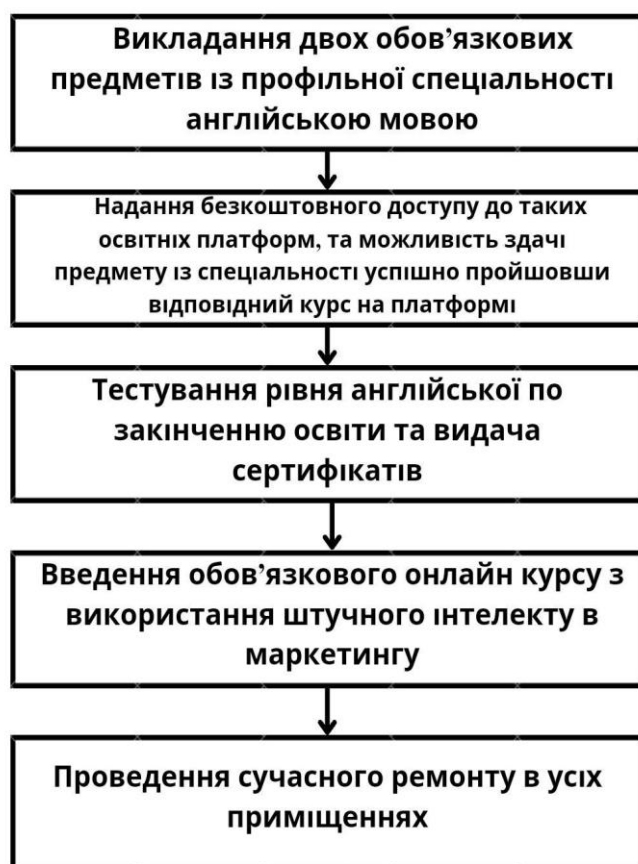 Викладання двох обов’язкових
предметів із профільної спеціальності
англійською мовою
Надання безкоштовного доступу до таких
освітніх платформ, та можливість здачі
предмету із спеціальності успішно пройшовши
відповідний курс на платформі
Тестування рівня англійської по
закінченню освіти та видача
сертифікатів
Введення обов’язкового онлайн курсу з
використання штучного інтелекту в
маркетингу
Проведення сучасного ремонту в усіх
приміщеннях